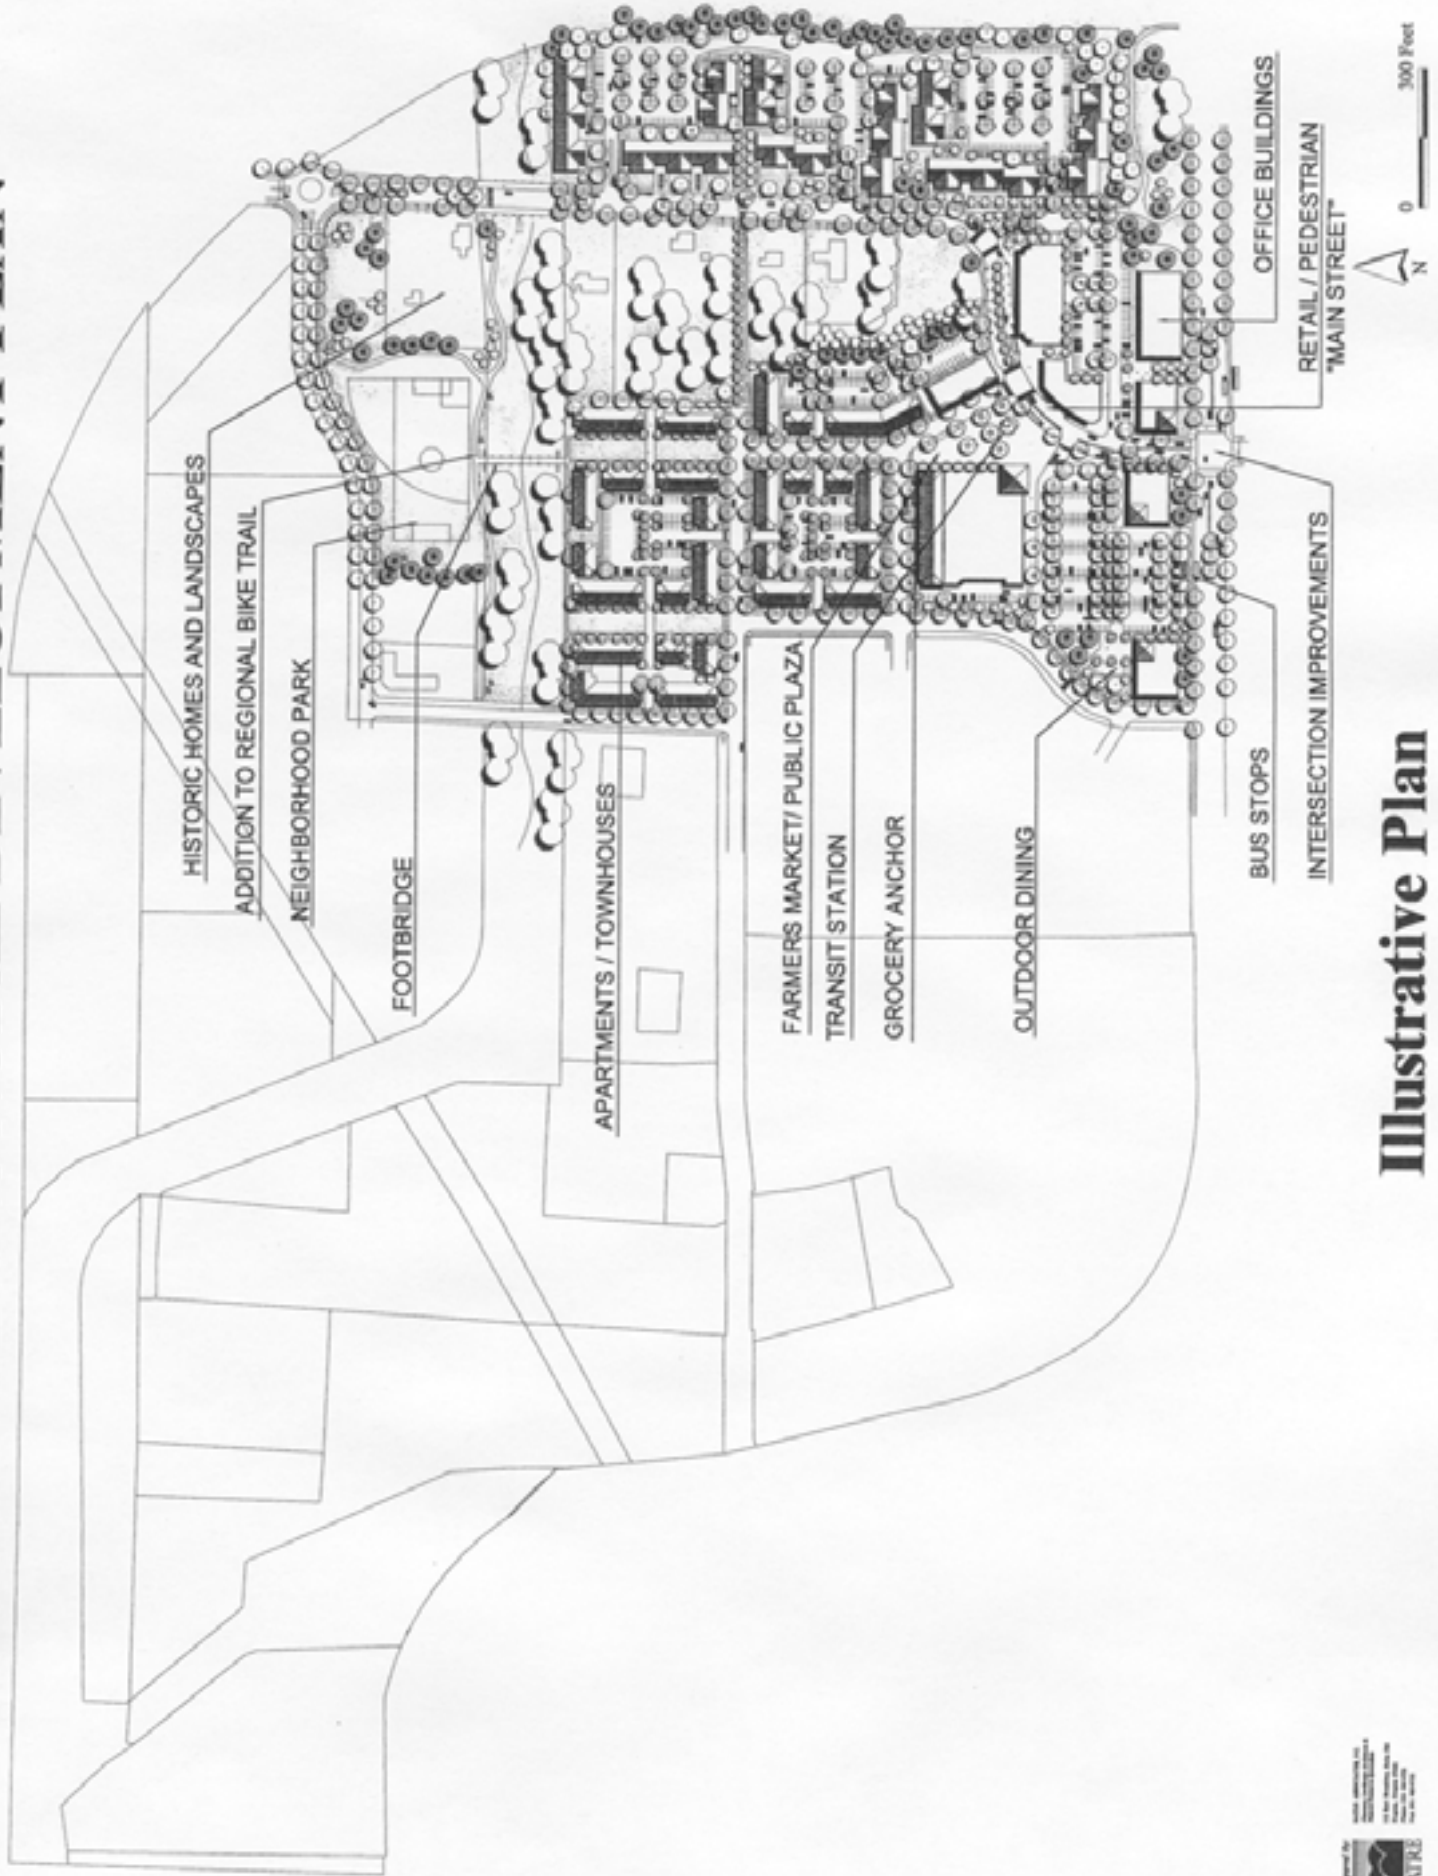 HISTORIC HOMES AND LANDSCAPES
ADDITION TO REGIONAL BIKE TRAIL
NEIGHBORHOOD PARK
FOOTBRIDGE
APARTMENTS / TOWNHOUSES
FARMERS MARKET/ PUBLIC PLAZA
TRANSIT STATION
GROCERY ANCHOR
OUTDOOR DINING
BUS STOPS
INTERSECTION IMPROVEMENTS
OFFICE BUILDINGS
RETAIL / PEDESTRIAN
"MAIN STREET"
N
0 300 Feet
Illustrative Plan